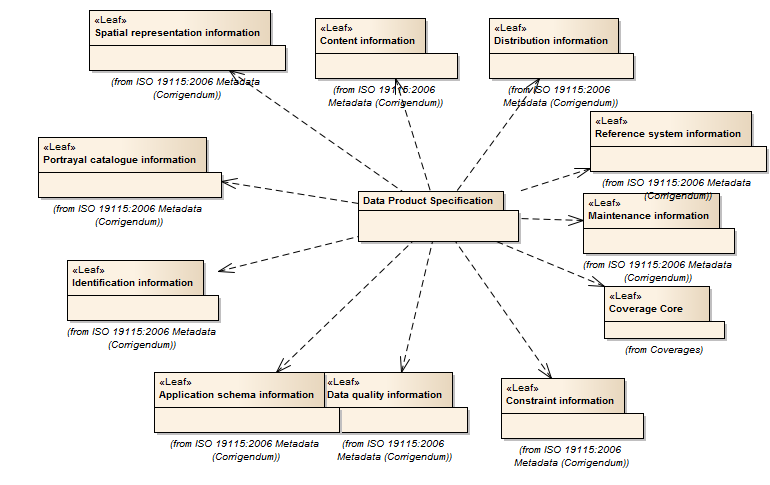 «Leaf»
Spatial representation information
(from ISO 19115:2006 Metadata
(Corrigendum))
«Leaf»
Content information
(from ISO 19115:2006
Metadata (Corrigendum))
«Leaf»
Distribution information
(from ISO 19115:2006
Metadata (Corrigendum))
«Leaf»
Reference system information
(from ISO 19115:2006 Metadata
(Corrigendum))
«Leaf»
Portrayal catalogue information
(from ISO 19115:2006 Metadata
(Corrigendum))
Data Product Specification
«Leaf»
Maintenance information
(from ISO 19115:2006 Metadata
(Corrigendum))
«Leaf»
Identification information
(from ISO 19115:2006 Metadata
(Corrigendum))
«Leaf»
Coverage Core
(from Coverages)
«Leaf»
Application schema information
(from ISO 19115:2006 Metadata
(Corrigendum))
«Leaf»
Data quality information
(from ISO 19115:2006
Metadata (Corrigendum))
«Leaf»
Constraint information
(from ISO 19115:2006
Metadata (Corrigendum))